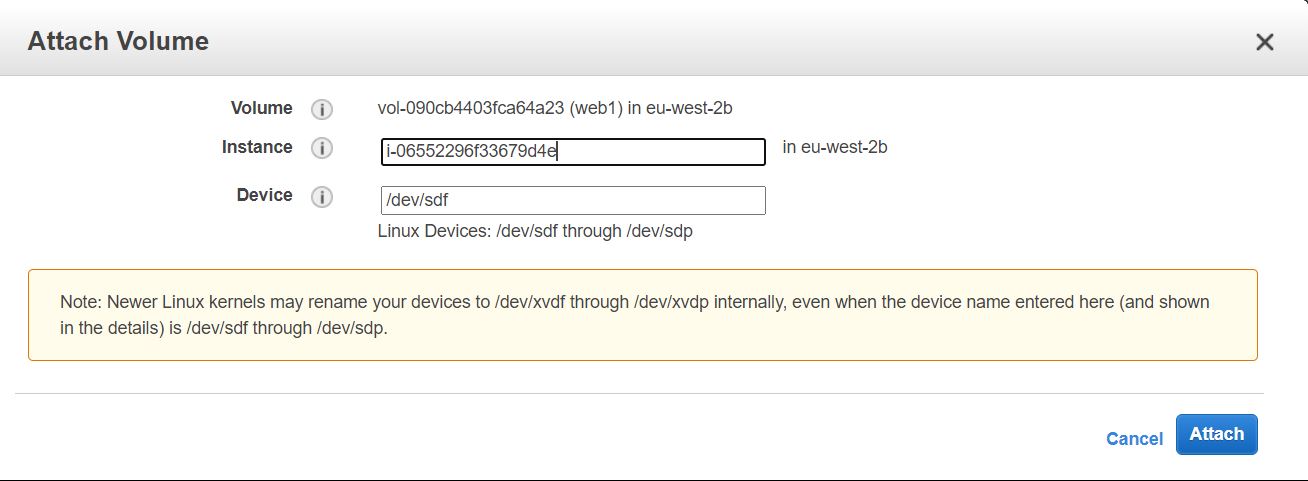 Attach Volume
Volume vol-090cb4403fca64a23 (web1) in eu-west-2b
Instance i-06552296f33679d4e in eu-west-2b
Device /dev/sdf
Linux Devices: /dev/sdf through /dev/sdp
Note: Newer Linux kernels may rename your devices to /dev/xvdf through /dev/xvdp internally, even when the device name entered here (and shown
in the details) is /dev/sdf through /dev/sdp.
Cancel Attach